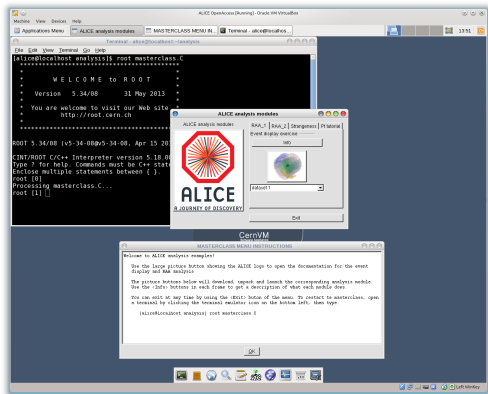 ALICE OpenAccess [Running] - Oracle VM VirtualBox
Machine View Devices Help
Applications Menu
ALICE analysis modules
MASTERCLASS MENU IN...
Terminal - alice@localhos...
13:51
Terminal - alice@localhost:~/analysis
File Edit View Terminal Go Help
[alice@localhost analysis]$ root masterclass.C
*******************************************
W E L C O M E to R O O T
Version 5.34/08 31 May 2013
You are welcome to visit our Web site
http://root.cern.ch
*******************************************
ROOT 5.34/08 (v5-34-08@v5-34-08, Apr 15 201
CINT/ROOT C/C++ Interpreter version 5.18.00
Type ? for help. Commands must be C++ state
Enclose multiple statements between { }.
root [0]
Processing masterclass.C...
root [1]
ALICE analysis modules
ALICE analysis modules
RAA_1 RAA_2 Strangeness Pt tutorial
Event display exercise
Info
dataset 1
ALICE
A JOURNEY OF DISCOVERY
Exit
CernVM
MASTERCLASS MENU INSTRUCTIONS
Welcome to ALICE analysis examples!
Use the large picture button showing the ALICE logo to open the documentation for the event
display and RAA analysis
The picture buttons below will download, unpack and launch the corresponding analysis module.
Use the <Info> buttons in each frame to get a description of what each module does.
You can exit at any time by using the <Exit> buton of the menu. To restart te masterclass, open
a terminal by clicking the terminal emulator icon on the bottom left, then type:
[alice@localhost analysis] root masterclass.C
OK
Left WinKey